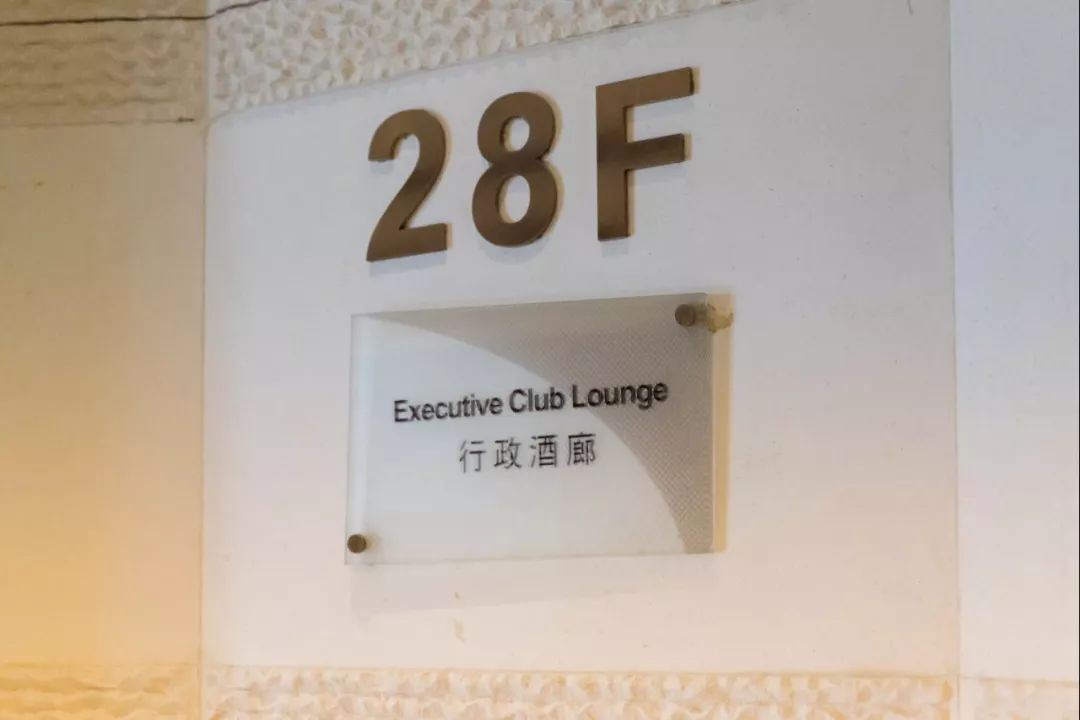 28F
Executive Club Lounge
行政酒廊